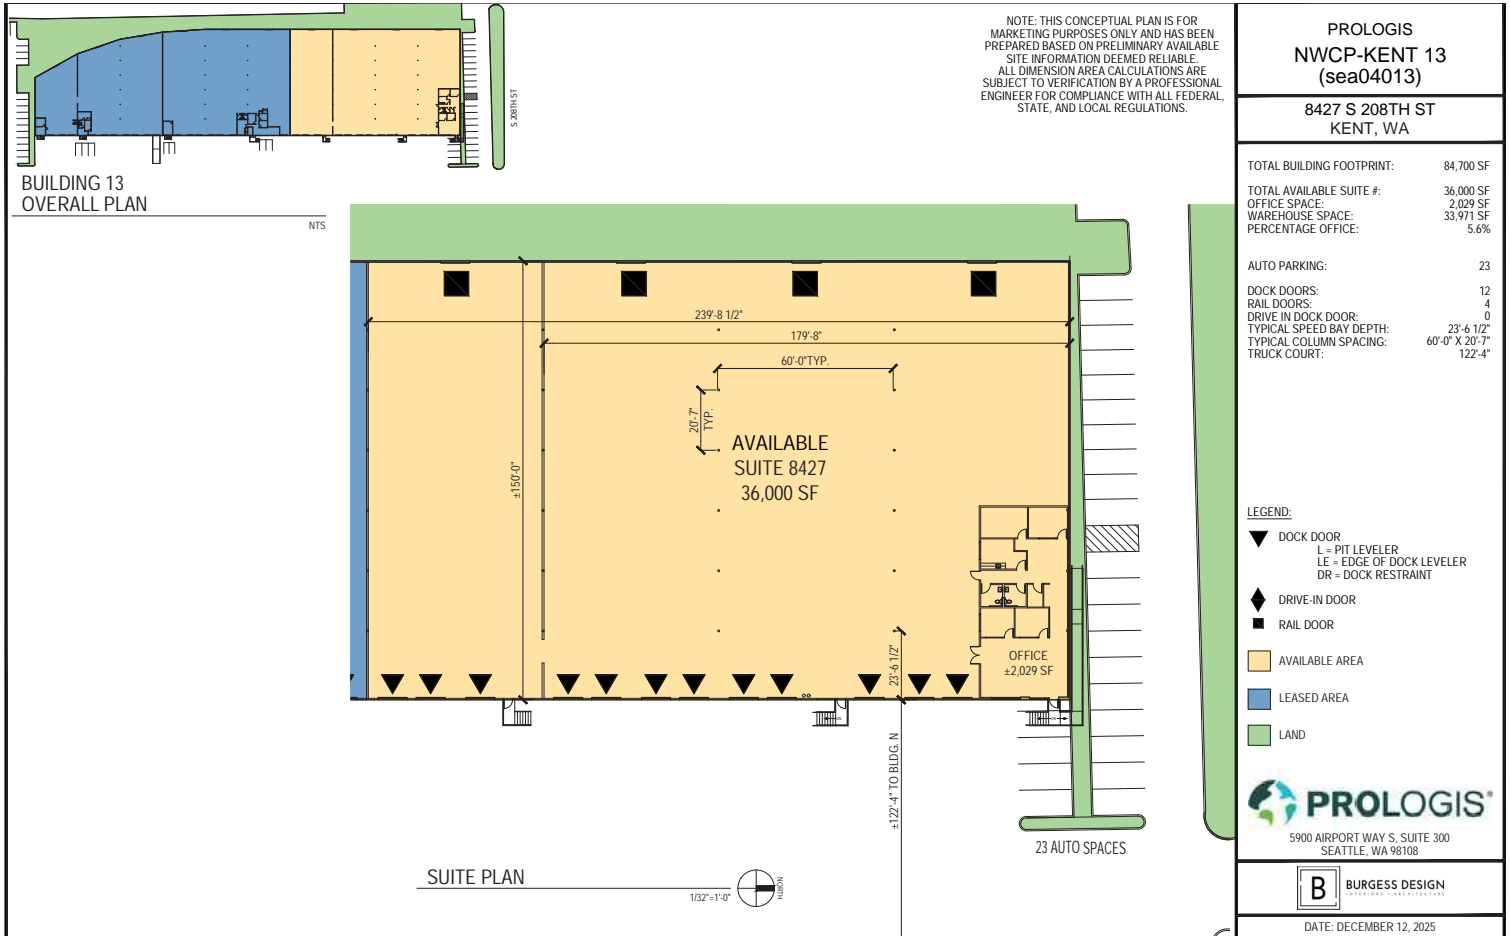 NOTE: THIS CONCEPTUAL PLAN IS FOR
MARKETING PURPOSES ONLY AND HAS BEEN
PREPARED BASED ON PRELIMINARY AVAILABLE
SITE INFORMATION DEEMED RELIABLE.
ALL DIMENSION AREA CALCULATIONS ARE
SUBJECT TO VERIFICATION BY A PROFESSIONAL
ENGINEER FOR COMPLIANCE WITH ALL FEDERAL,
STATE, AND LOCAL REGULATIONS.
S 208TH ST
BUILDING 13
OVERALL PLAN
NTS
239'-8 1/2"
179'-8"
60'-0"TYP.
20'-7"
TYP.
±150'-0"
AVAILABLE
SUITE 8427
36,000 SF
OFFICE
±2,029 SF
23'-6 1/2"
±122'-4" TO BLDG. N
23 AUTO SPACES
SUITE PLAN
1/32"=1'-0"
NORTH
PROLOGIS
NWCP-KENT 13
(sea04013)
8427 S 208TH ST
KENT, WA
TOTAL BUILDING FOOTPRINT: 84,700 SF
TOTAL AVAILABLE SUITE #: 36,000 SF
OFFICE SPACE: 2,029 SF
WAREHOUSE SPACE: 33,971 SF
PERCENTAGE OFFICE: 5.6%
AUTO PARKING: 23
DOCK DOORS: 12
RAIL DOORS: 4
DRIVE IN DOCK DOOR: 0
TYPICAL SPEED BAY DEPTH: 23'-6 1/2"
TYPICAL COLUMN SPACING: 60'-0" X 20'-7"
TRUCK COURT: 122'-4"
LEGEND:
DOCK DOOR
L = PIT LEVELER
LE = EDGE OF DOCK LEVELER
DR = DOCK RESTRAINT
DRIVE-IN DOOR
RAIL DOOR
AVAILABLE AREA
LEASED AREA
LAND
PROLOGIS®
5900 AIRPORT WAY S, SUITE 300
SEATTLE, WA 98108
B
BURGESS DESIGN
INTERIORS + ARCHITECTURE
DATE: DECEMBER 12, 2025